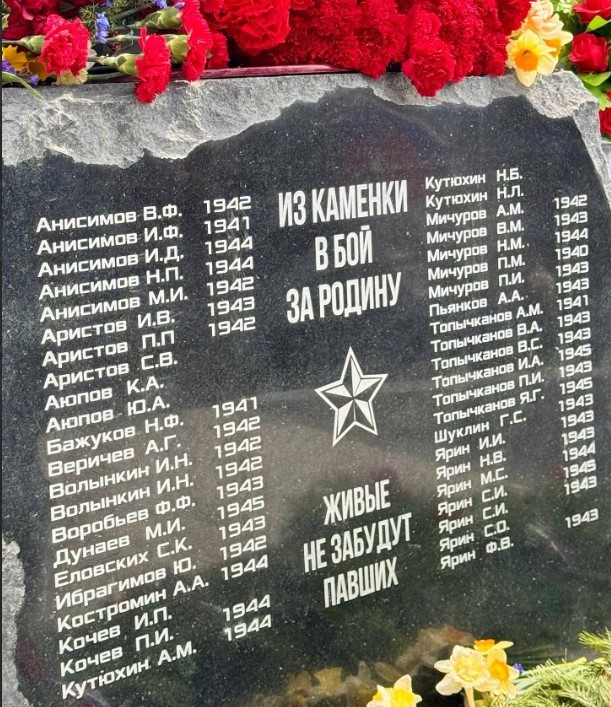 Анисимов В.Ф. 1942
Анисимов И.Ф. 1941
Анисимов И.Д. 1944
Анисимов Н.П. 1944
Анисимов М.И. 1942
Аристов И.В. 1943
Аристов П.П 1942
Аристов С.В.
Аюпов К.А.
Аюпов Ю.А.
Бажуков Н.Ф. 1941
Веричев А.Г. 1942
Волынкин И.Н. 1942
Волынкин И.Н. 1942
Воробьев Ф.Ф. 1943
Дунаев М.И. 1945
Еловских С.К. 1943
Ибрагимов Ю. 1942
Костромин А.А. 1944
Кочев И.П.
Кочев П.И. 1944
Кутюхин А.М. 1944
ИЗ КАМЕНКИ
В БОЙ
ЗА РОДИНУ
ЖИВЫЕ
НЕ ЗАБУДУТ
ПАВШИХ
Кутюхин Н.Б.
Кутюхин Н.Л.
Мичуров А.М. 1942
Мичуров В.М. 1943
Мичуров Н.М. 1944
Мичуров П.М. 1940
Мичуров П.И. 1943
Пьянков А.А. 1943
Топычканов А.М. 1941
Топычканов В.А. 1943
Топычканов В.С. 1943
Топычканов И.А. 1945
Топычканов П.И. 1943
Топычканов Я.Г. 1945
Шуклин Г.С. 1943
Ярин И.И. 1943
Ярин Н.В. 1944
Ярин М.С. 1945
Ярин С.И. 1943
Ярин С.И.
Ярин С.О. 1943
Ярин Ф.В.